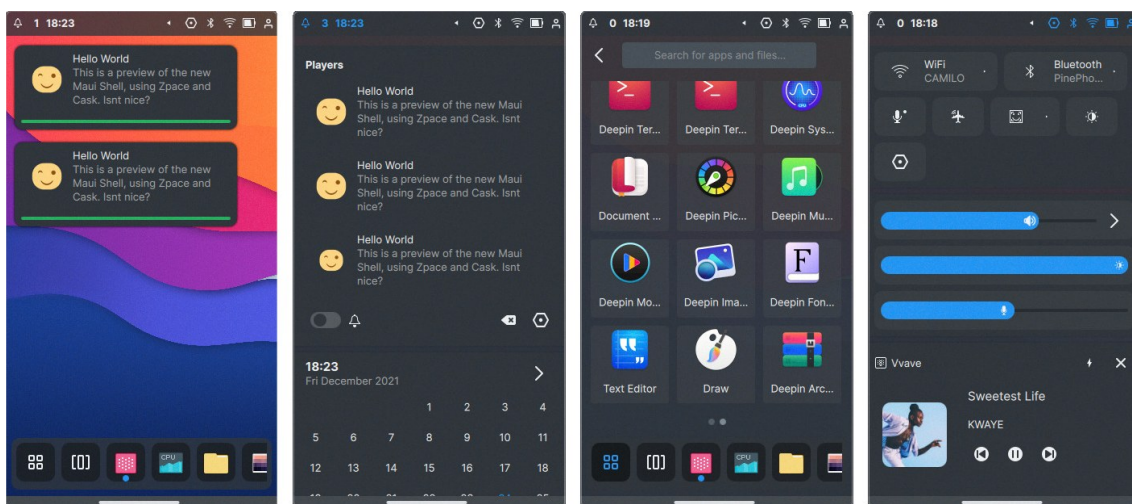 1 18:23
Hello World
This is a preview of the new
Maui Shell, using Zpace and
Cask. Isnt nice?
Hello World
This is a preview of the new
Maui Shell, using Zpace and
Cask. Isnt nice?
CPU
3 18:23
Players
Hello World
This is a preview of the new Maui
Shell, using Zpace and Cask. Isnt
nice?
Hello World
This is a preview of the new Maui
Shell, using Zpace and Cask. Isnt
nice?
Hello World
This is a preview of the new Maui
Shell, using Zpace and Cask. Isnt
nice?
18:23
Fri December 2021
1 2 3 4
5 6 7 8 9 10 11
12 13 14 15 16 17 18
0 18:19
Search for apps and files...
Deepin Ter... Deepin Ter... Deepin Sys...
Document ... Deepin Pic... Deepin Mu...
F
Deepin Mo... Deepin Ima... Deepin Fon...
Text Editor Draw Deepin Arc...
CPU
0 18:18
WiFi
CAMILO
Bluetooth
PinePho...
Vvave
Sweetest Life
KWAYE